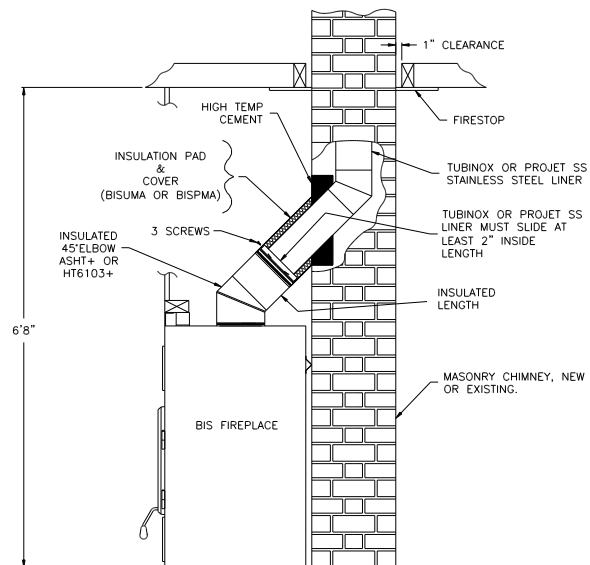 1" CLEARANCE
HIGH TEMP
CEMENT
FIRESTOP
INSULATION PAD
&
COVER
(BISUMA OR BISPMA)
TUBINOX OR PROJET SS
STAINLESS STEEL LINER
3 SCREWS
TUBINOX OR PROJET SS
LINER MUST SLIDE AT
LEAST 2" INSIDE
LENGTH
INSULATED
45°ELBOW
ASHT+ OR
HT6103+
INSULATED
LENGTH
6'8"
MASONRY CHIMNEY, NEW
OR EXISTING.
BIS FIREPLACE